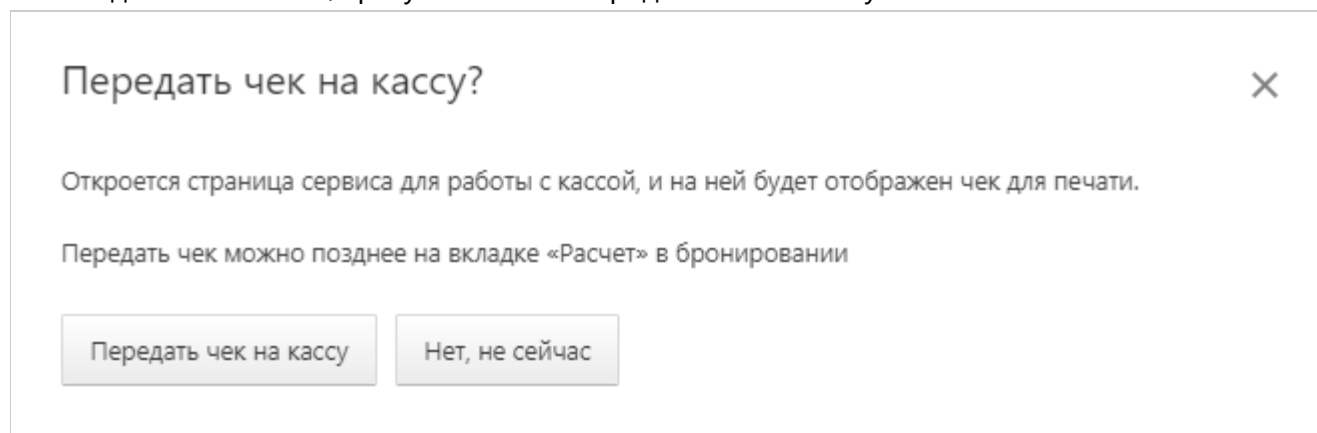 Передать чек на кассу?
Откроется страница сервиса для работы с кассой, и на ней будет отображен чек для печати.
Передать чек можно позднее на вкладке «Расчет» в бронировании
Передать чек на кассу
Нет, не сейчас